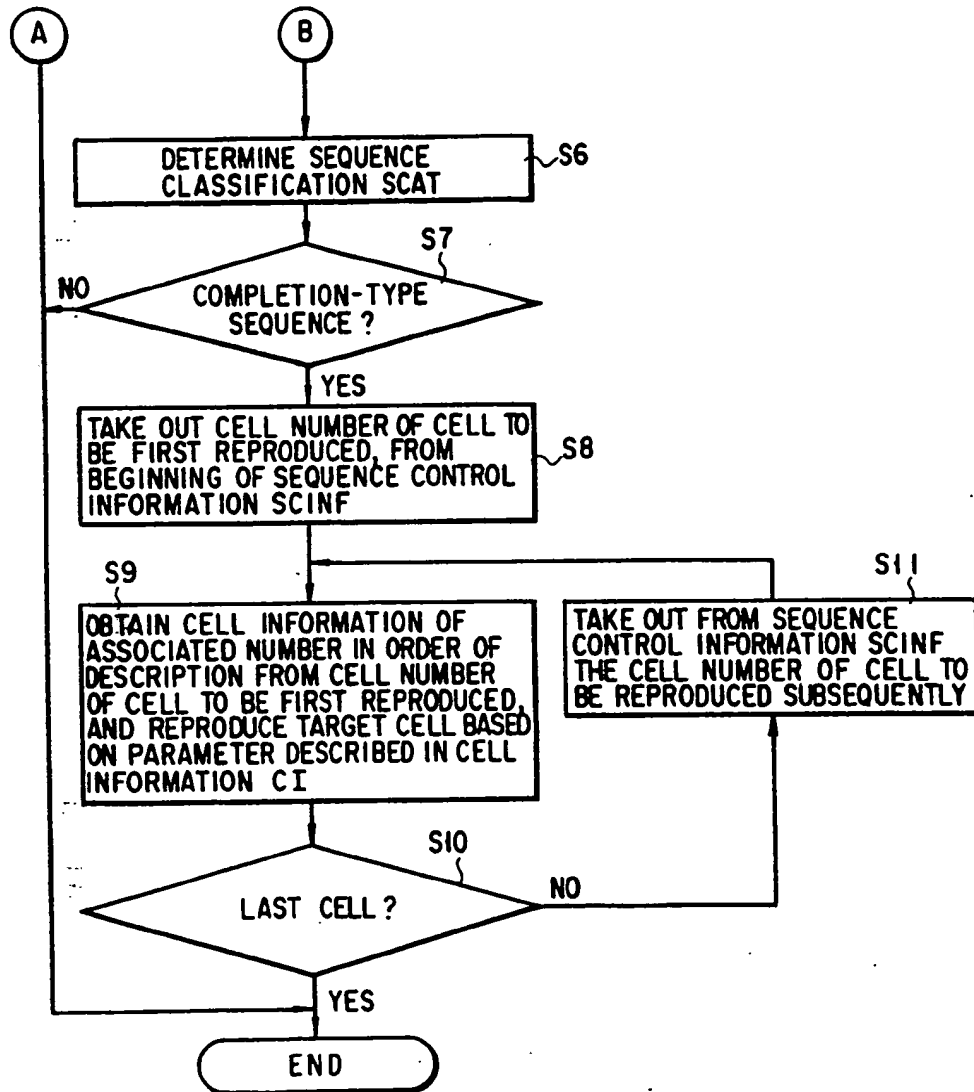 A
B
DETERMINE SEQUENCE
CLASSIFICATION SCAT
S6
S7
NO
COMPLETION-TYPE
SEQUENCE ?
YES
TAKE OUT CELL NUMBER OF CELL TO
BE FIRST REPRODUCED, FROM
BEGINNING OF SEQUENCE CONTROL
INFORMATION SCINF
S8
S9
OBTAIN CELL INFORMATION OF
ASSOCIATED NUMBER IN ORDER OF
DESCRIPTION FROM CELL NUMBER
OF CELL TO BE FIRST REPRODUCED,
AND REPRODUCE TARGET CELL BASED
ON PARAMETER DESCRIBED IN CELL
INFORMATION CI
S11
TAKE OUT FROM SEQUENCE
CONTROL INFORMATION SCINF
THE CELL NUMBER OF CELL TO
BE REPRODUCED SUBSEQUENTLY
S10
LAST CELL ?
NO
YES
END